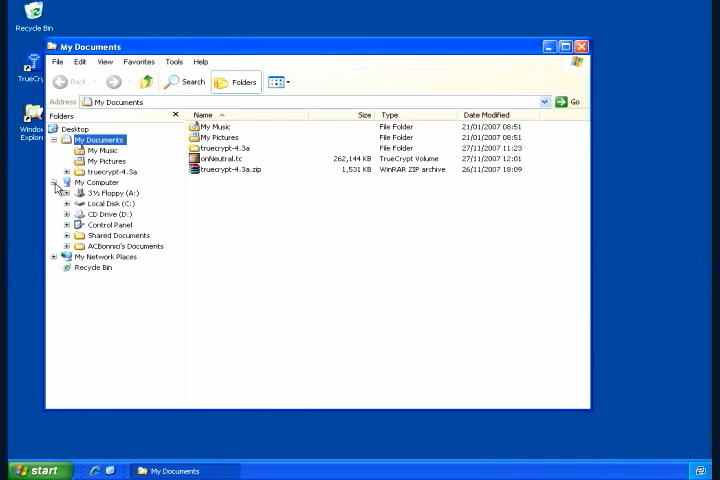 Recycle Bin
My Documents
File Edit View Favorites Tools Help
TrueCry
Back Search Folders
Address My Documents Go
Window
Explor
Folders
Desktop
My Documents
My Music
My Pictures
truecrypt-4.3a
My Computer
3½ Floppy (A:)
Local Disk (C:)
CD Drive (D:)
Control Panel
Shared Documents
ACBonnici's Documents
My Network Places
Recycle Bin
Name Size Type Date Modified
My Music File Folder 21/01/2007 08:51
My Pictures File Folder 21/01/2007 08:51
truecrypt-4.3a File Folder 27/11/2007 11:23
onNeutral.tc 262,144 KB TrueCrypt Volume 27/11/2007 12:01
truecrypt-4.3a.zip 1,531 KB WinRAR ZIP archive 26/11/2007 18:09
start My Documents